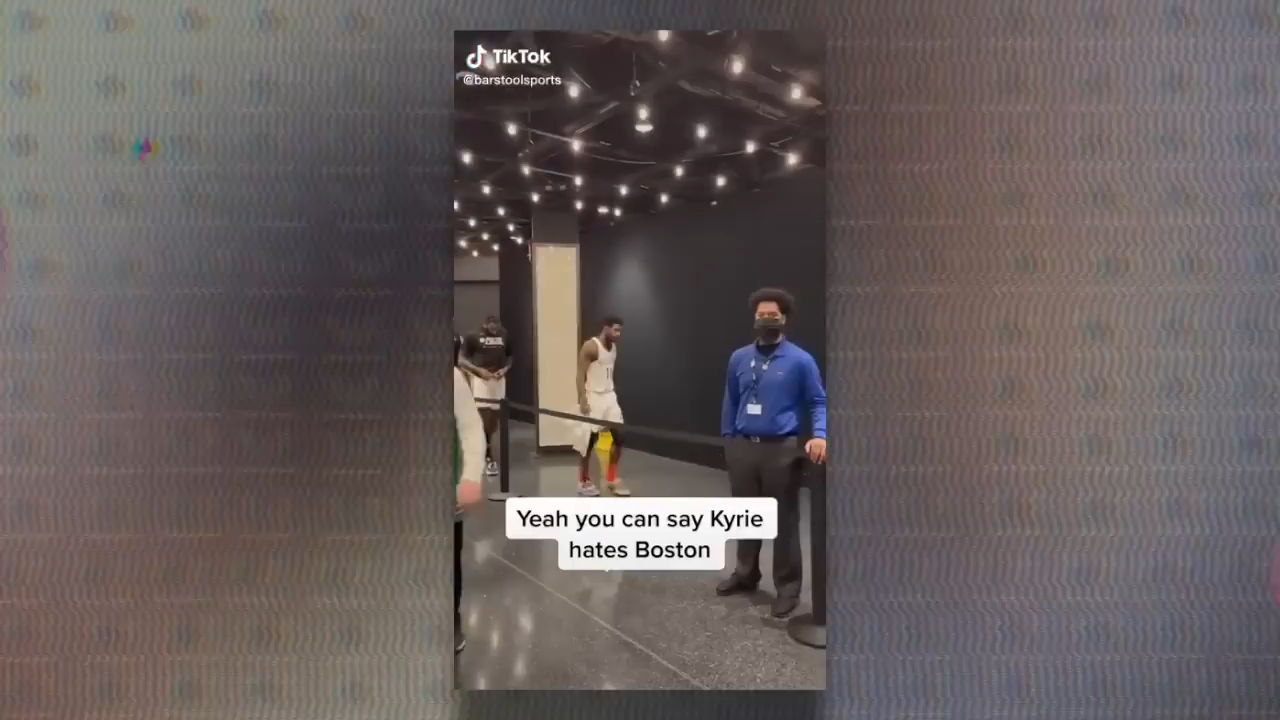 TikTok
@barstoolsports
Yeah you can say Kyrie
hates Boston